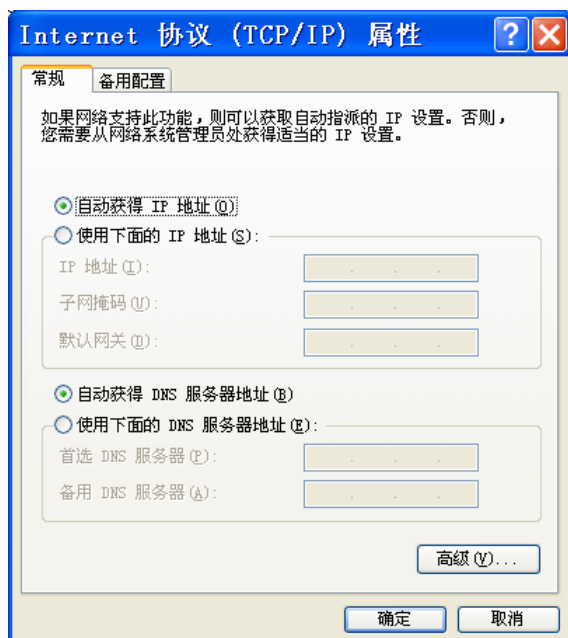 Internet 协议 (TCP/IP) 属性
常规
备用配置
如果网络支持此功能，则可以获取自动指派的 IP 设置。否则，
您需要从网络系统管理员处获得适当的 IP 设置。
自动获得 IP 地址(O)
使用下面的 IP 地址(S):
IP 地址(I):
子网掩码(U):
默认网关(D):
自动获得 DNS 服务器地址(B)
使用下面的 DNS 服务器地址(E):
首选 DNS 服务器(P):
备用 DNS 服务器(A):
高级(V)...
确定
取消